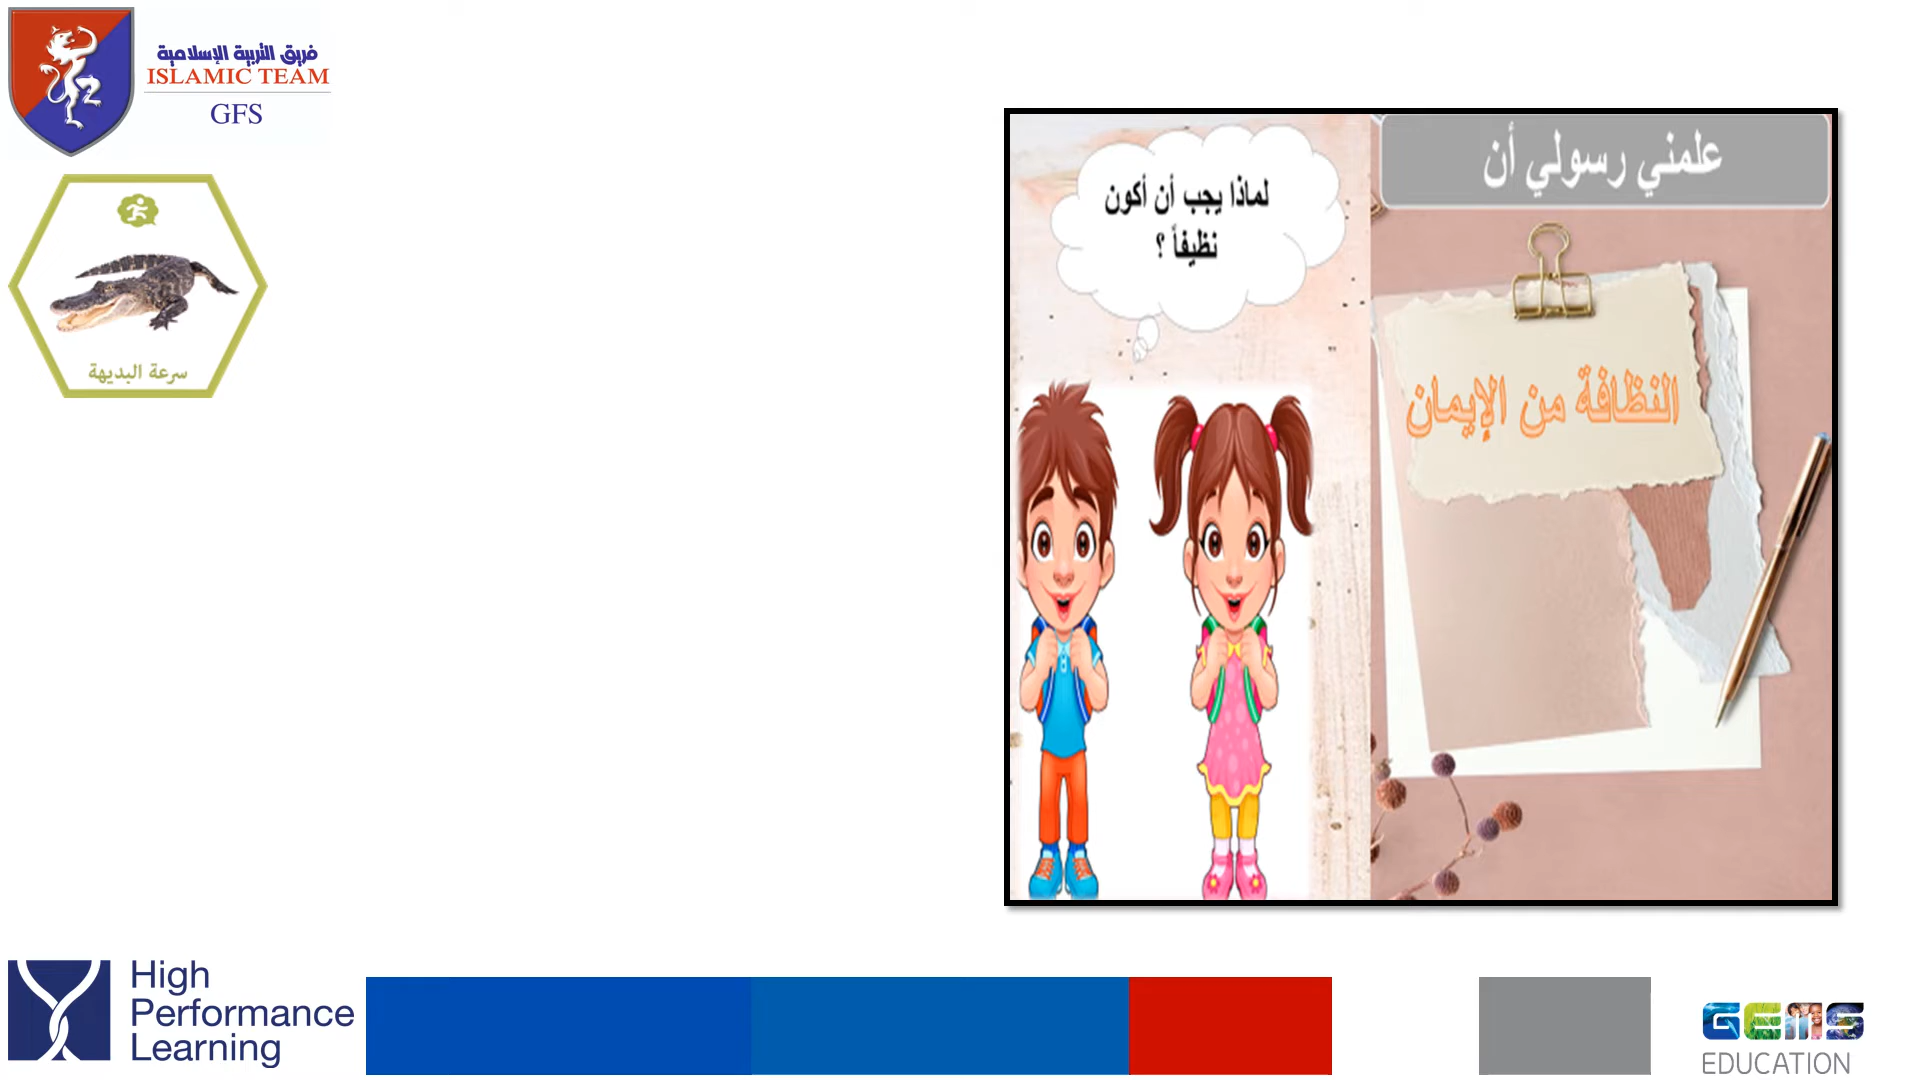 فريق التربية الإسلامية
ISLAMIC TEAM
GFS
سرعة البديهة
علمني رسولي أن
النظافة من الإيمان
لماذا يجب أن أكون
نظيفاً ؟
High
Performance
Learning
GEMS
EDUCATION